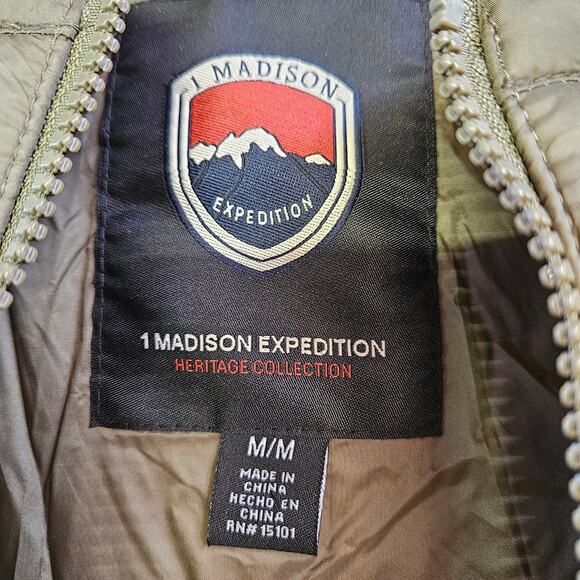 1 MADISON
EXPEDITION
1 MADISON EXPEDITION
HERITAGE COLLECTION
M/M
MADE IN
CHINA
HECHO EN
CHINA
RN# 15101